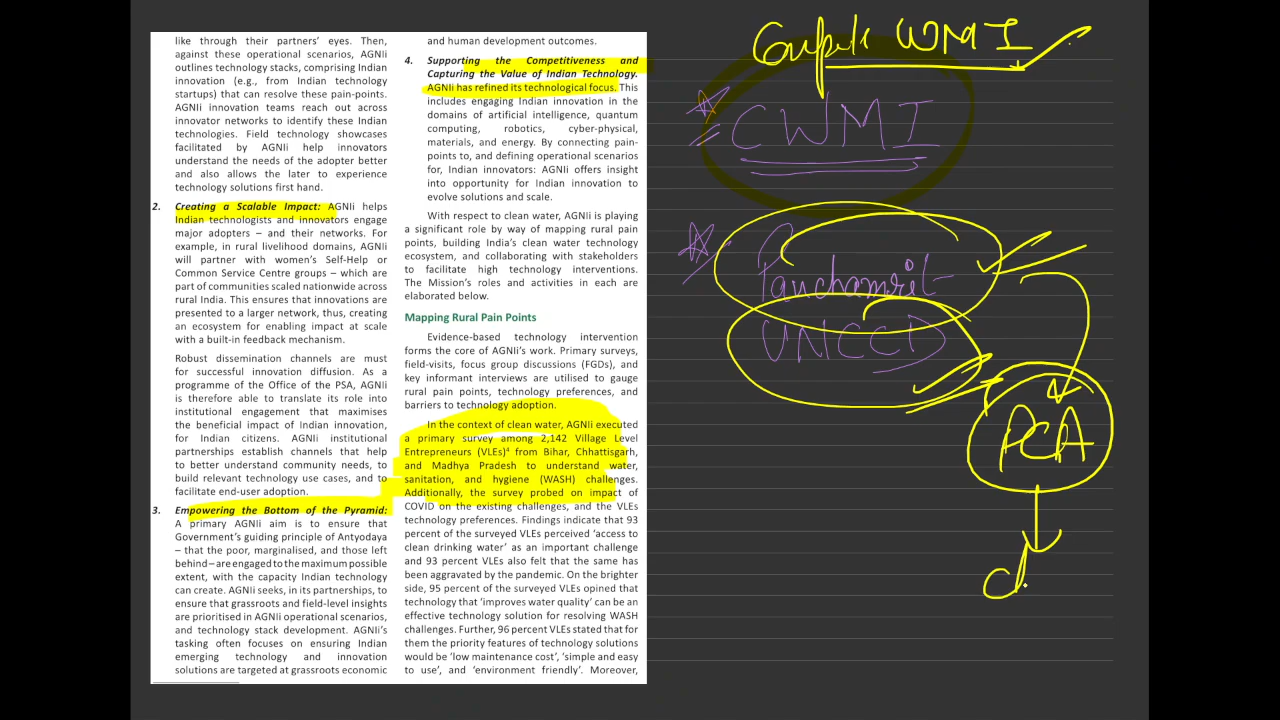 like through their partners’ eyes. Then,
against these operational scenarios, AGNIi
outlines technology stacks, comprising Indian
innovation (e.g., from Indian technology
startups) that can resolve these pain-points.
AGNIi innovation teams reach out across
innovator networks to identify these Indian
technologies. Field technology showcases
facilitated by AGNIi help innovators
understand the needs of the adopter better
and also allows the later to experience
technology solutions first hand.
2. Creating a Scalable Impact: AGNIi helps
Indian technologists and innovators engage
major adopters – and their networks. For
example, in rural livelihood domains, AGNIi
will partner with women’s Self-Help or
Common Service Centre groups – which are
part of communities scaled nationwide across
rural India. This ensures that innovations are
presented to a larger network, thus, creating
an ecosystem for enabling impact at scale
with a built-in feedback mechanism.
Robust dissemination channels are must
for successful innovation diffusion. As a
programme of the Office of the PSA, AGNIi
is therefore able to translate its role into
institutional engagement that maximises
the beneficial impact of Indian innovation,
for Indian citizens. AGNIi institutional
partnerships establish channels that help
to better understand community needs, to
build relevant technology use cases, and to
facilitate end-user adoption.
3. Empowering the Bottom of the Pyramid:
A primary AGNIi aim is to ensure that
Government’s guiding principle of Antyodaya
– that the poor, marginalised, and those left
behind – are engaged to the maximum possible
extent, with the capacity Indian technology
can create. AGNIi seeks, in its partnerships, to
ensure that grassroots and field-level insights
are prioritised in AGNIi operational scenarios,
and technology stack development. AGNIi’s
tasking often focuses on ensuring Indian
emerging technology and innovation
solutions are targeted at grassroots economic
and human development outcomes.
4. Supporting the Competitiveness and
Capturing the Value of Indian Technology.
AGNIi has refined its technological focus. This
includes engaging Indian innovation in the
domains of artificial intelligence, quantum
computing, robotics, cyber-physical,
materials, and energy. By connecting pain-
points to, and defining operational scenarios
for, Indian innovators: AGNIi offers insight
into opportunity for Indian innovation to
evolve solutions and scale.
With respect to clean water, AGNIi is playing
a significant role by way of mapping rural pain
points, building India’s clean water technology
ecosystem, and collaborating with stakeholders
to facilitate high technology interventions.
The Mission’s roles and activities in each are
elaborated below.
Mapping Rural Pain Points
Evidence-based technology intervention
forms the core of AGNIi’s work. Primary surveys,
field-visits, focus group discussions (FGDs), and
key informant interviews are utilised to gauge
rural pain points, technology preferences, and
barriers to technology adoption.
In the context of clean water, AGNIi executed
a primary survey among 2,142 Village Level
Entrepreneurs (VLEs)⁴ from Bihar, Chhattisgarh,
and Madhya Pradesh to understand water,
sanitation, and hygiene (WASH) challenges.
Additionally, the survey probed on impact of
COVID on the existing challenges, and the VLEs
technology preferences. Findings indicate that 93
percent of the surveyed VLEs perceived ‘access to
clean drinking water’ as an important challenge
and 93 percent VLEs also felt that the same has
been aggravated by the pandemic. On the brighter
side, 95 percent of the surveyed VLEs opined that
technology that ‘improves water quality’ can be an
effective technology solution for resolving WASH
challenges. Further, 96 percent VLEs stated that for
them the priority features of technology solutions
would be ‘low maintenance cost’, ‘simple and easy
to use’, and ‘environment friendly’. Moreover,
WMI
CWMI
Panchamrit
UNCCD
PCA